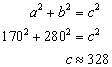 a² + b² = c²
170² + 280² = c²
c ≈ 328